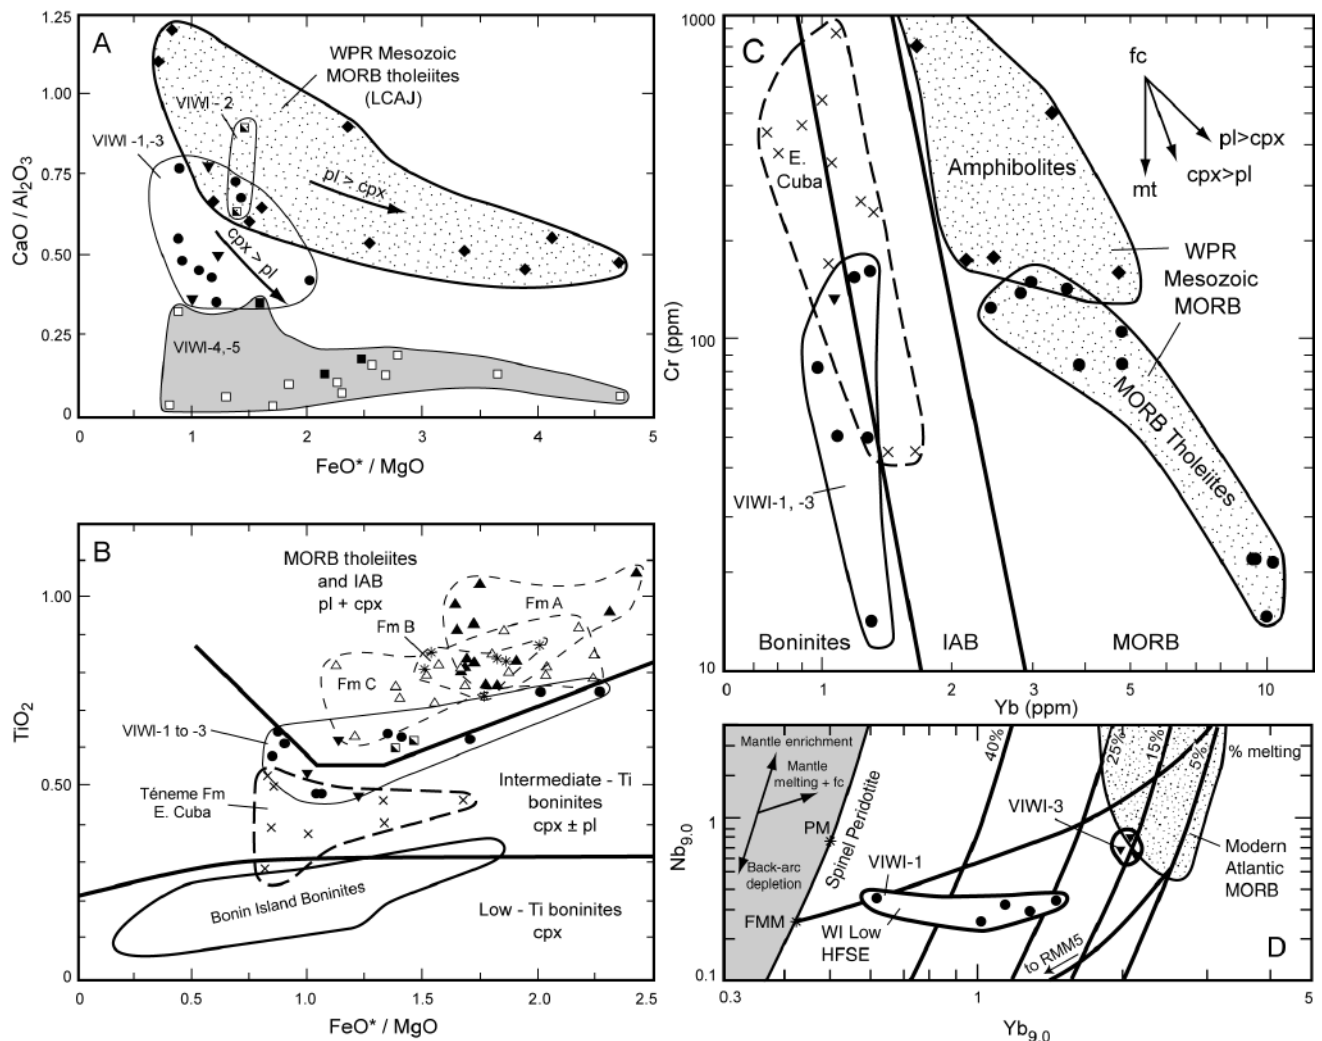 A
1.25
1.00
0.75
0.50
0.25
0
CaO / Al₂O₃
WPR Mesozoic
MORB tholeiites
(LCAJ)
VIWI - 2
VIWI -1,-3
pl > cpx
cpx > pl
VIWI-4,-5
0
1
2
3
4
5
FeO* / MgO
B
1.00
0.50
0
TiO₂
MORB tholeiites
and IAB
pl + cpx
Fm A
Fm B
Fm C
VIWI-1 to -3
Téneme Fm
E. Cuba
Intermediate - Ti
boninites
cpx ± pl
Bonin Island Boninites
Low - Ti boninites
cpx
0
0.5
1.0
1.5
2.0
2.5
FeO* / MgO
C
1000
100
10
Cr (ppm)
fc
pl>cpx
cpx>pl
mt
E.
Cuba
Amphibolites
WPR
Mesozoic
MORB
MORB Tholeiites
VIWI-1, -3
Boninites
IAB
MORB
0
1
2
3
5
10
Yb (ppm)
D
1
0.1
Nb₉.₀
Mantle enrichment
Mantle
melting + fc
Back-arc
depletion
PM
FMM
Spinel Peridotite
40%
25%
15%
5%
% melting
VIWI-3
VIWI-1
WI Low
HFSE
Modern
Atlantic
MORB
to RMM5
0.3
1
5
Yb₉.₀